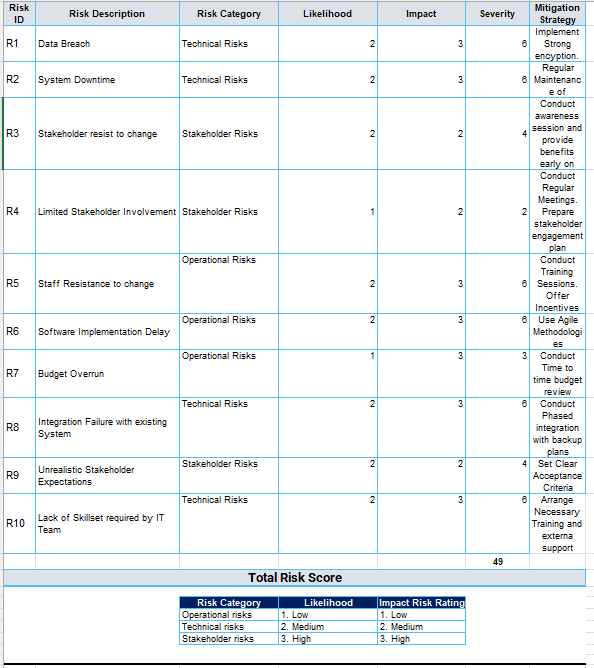 Risk ID Risk Description Risk Category Likelihood Impact Severity Mitigation Strategy
R1 Data Breach Technical Risks 2 3 6 Implement Strong encyption.
R2 System Downtime Technical Risks 2 3 6 Regular Maintenanc e of
R3 Stakeholder resist to change Stakeholder Risks 2 2 4 Conduct awareness session and provide benefits early on
R4 Limited Stakeholder Involvement Stakeholder Risks 1 2 2 Conduct Regular Meetings. Prepare stakeholder engagement plan
R5 Staff Resistance to change Operational Risks 2 3 6 Conduct Training Sessions. Offer Incentives
R6 Software Implementation Delay Operational Risks 2 3 6 Use Agile Methodologi es
R7 Budget Overrun Operational Risks 1 3 3 Conduct Time to time budget review
R8 Integration Failure with existing System Technical Risks 2 3 6 Conduct Phased integration with backup plans
R9 Unrealistic Stakeholder Expectations Stakeholder Risks 2 2 4 Set Clear Acceptance Criteria
R10 Lack of Skillset required by IT Team Technical Risks 2 3 6 Arrange Necessary Training and externa support
49
Total Risk Score
Risk Category Likelihood Impact Risk Rating
Operational risks 1. Low 1. Low
Technical risks 2. Medium 2. Medium
Stakeholder risks 3. High 3. High